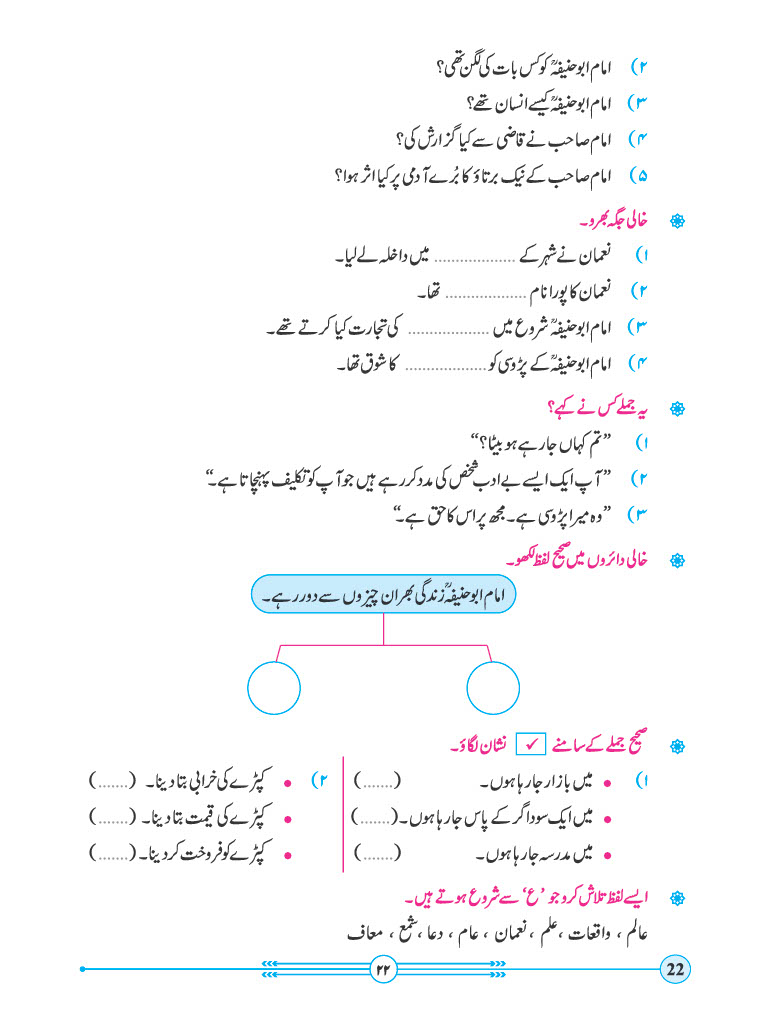 ۲) امام ابوحنیفہؒ کو کس بات کی لگن تھی؟
۳) امام ابوحنیفہؒ کیسے انسان تھے؟
۴) امام صاحب نے قاضی سے کیا گزارش کی؟
۵) امام صاحب کے نیک برتاؤ کا بُرے آدمی پر کیا اثر ہوا؟
خالی جگہ بھرو۔
۱) نعمان نے شہر کے ................... میں داخلہ لے لیا۔
۲) نعمان کا پورا نام ................... تھا۔
۳) امام ابوحنیفہؒ شروع میں ................... کی تجارت کیا کرتے تھے۔
۴) امام ابوحنیفہؒ کے پڑوسی کو ................... کا شوق تھا۔
یہ جملے کس نے کہے؟
۱) ”تم کہاں جا رہے ہو بیٹا؟“
۲) ”آپ ایک ایسے بے ادب شخص کی مدد کر رہے ہیں جو آپ کو تکلیف پہنچاتا ہے۔“
۳) ”وہ میرا پڑوسی ہے۔ مجھ پر اس کا حق ہے۔“
خالی دائروں میں صحیح لفظ لکھو۔
امام ابوحنیفہؒ زندگی بھر ان چیزوں سے دور رہے۔
صحیح جملے کے سامنے ✓ نشان لگاؤ۔
۱) • میں بازار جا رہا ہوں۔ (.......)
• میں ایک سوداگر کے پاس جا رہا ہوں۔ (.......)
• میں مدرسہ جا رہا ہوں۔ (.......)
۲) • کپڑے کی خرابی بتا دینا۔ (.......)
• کپڑے کی قیمت بتا دینا۔ (.......)
• کپڑے کو فروخت کر دینا۔ (.......)
ایسے لفظ تلاش کرو جو ’ع‘ سے شروع ہوتے ہیں۔
عالم ، واقعات ، علم ، نعمان ، عام ، دعا ، شمع ، معاف
۲۲
22